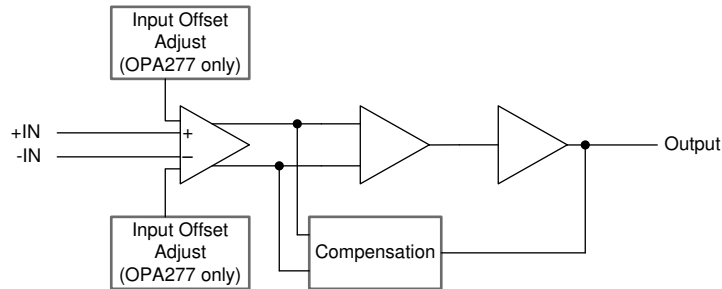 Input Offset
Adjust
(OPA277 only)
+IN
-IN
+
−
Output
Input Offset
Adjust
(OPA277 only)
Compensation